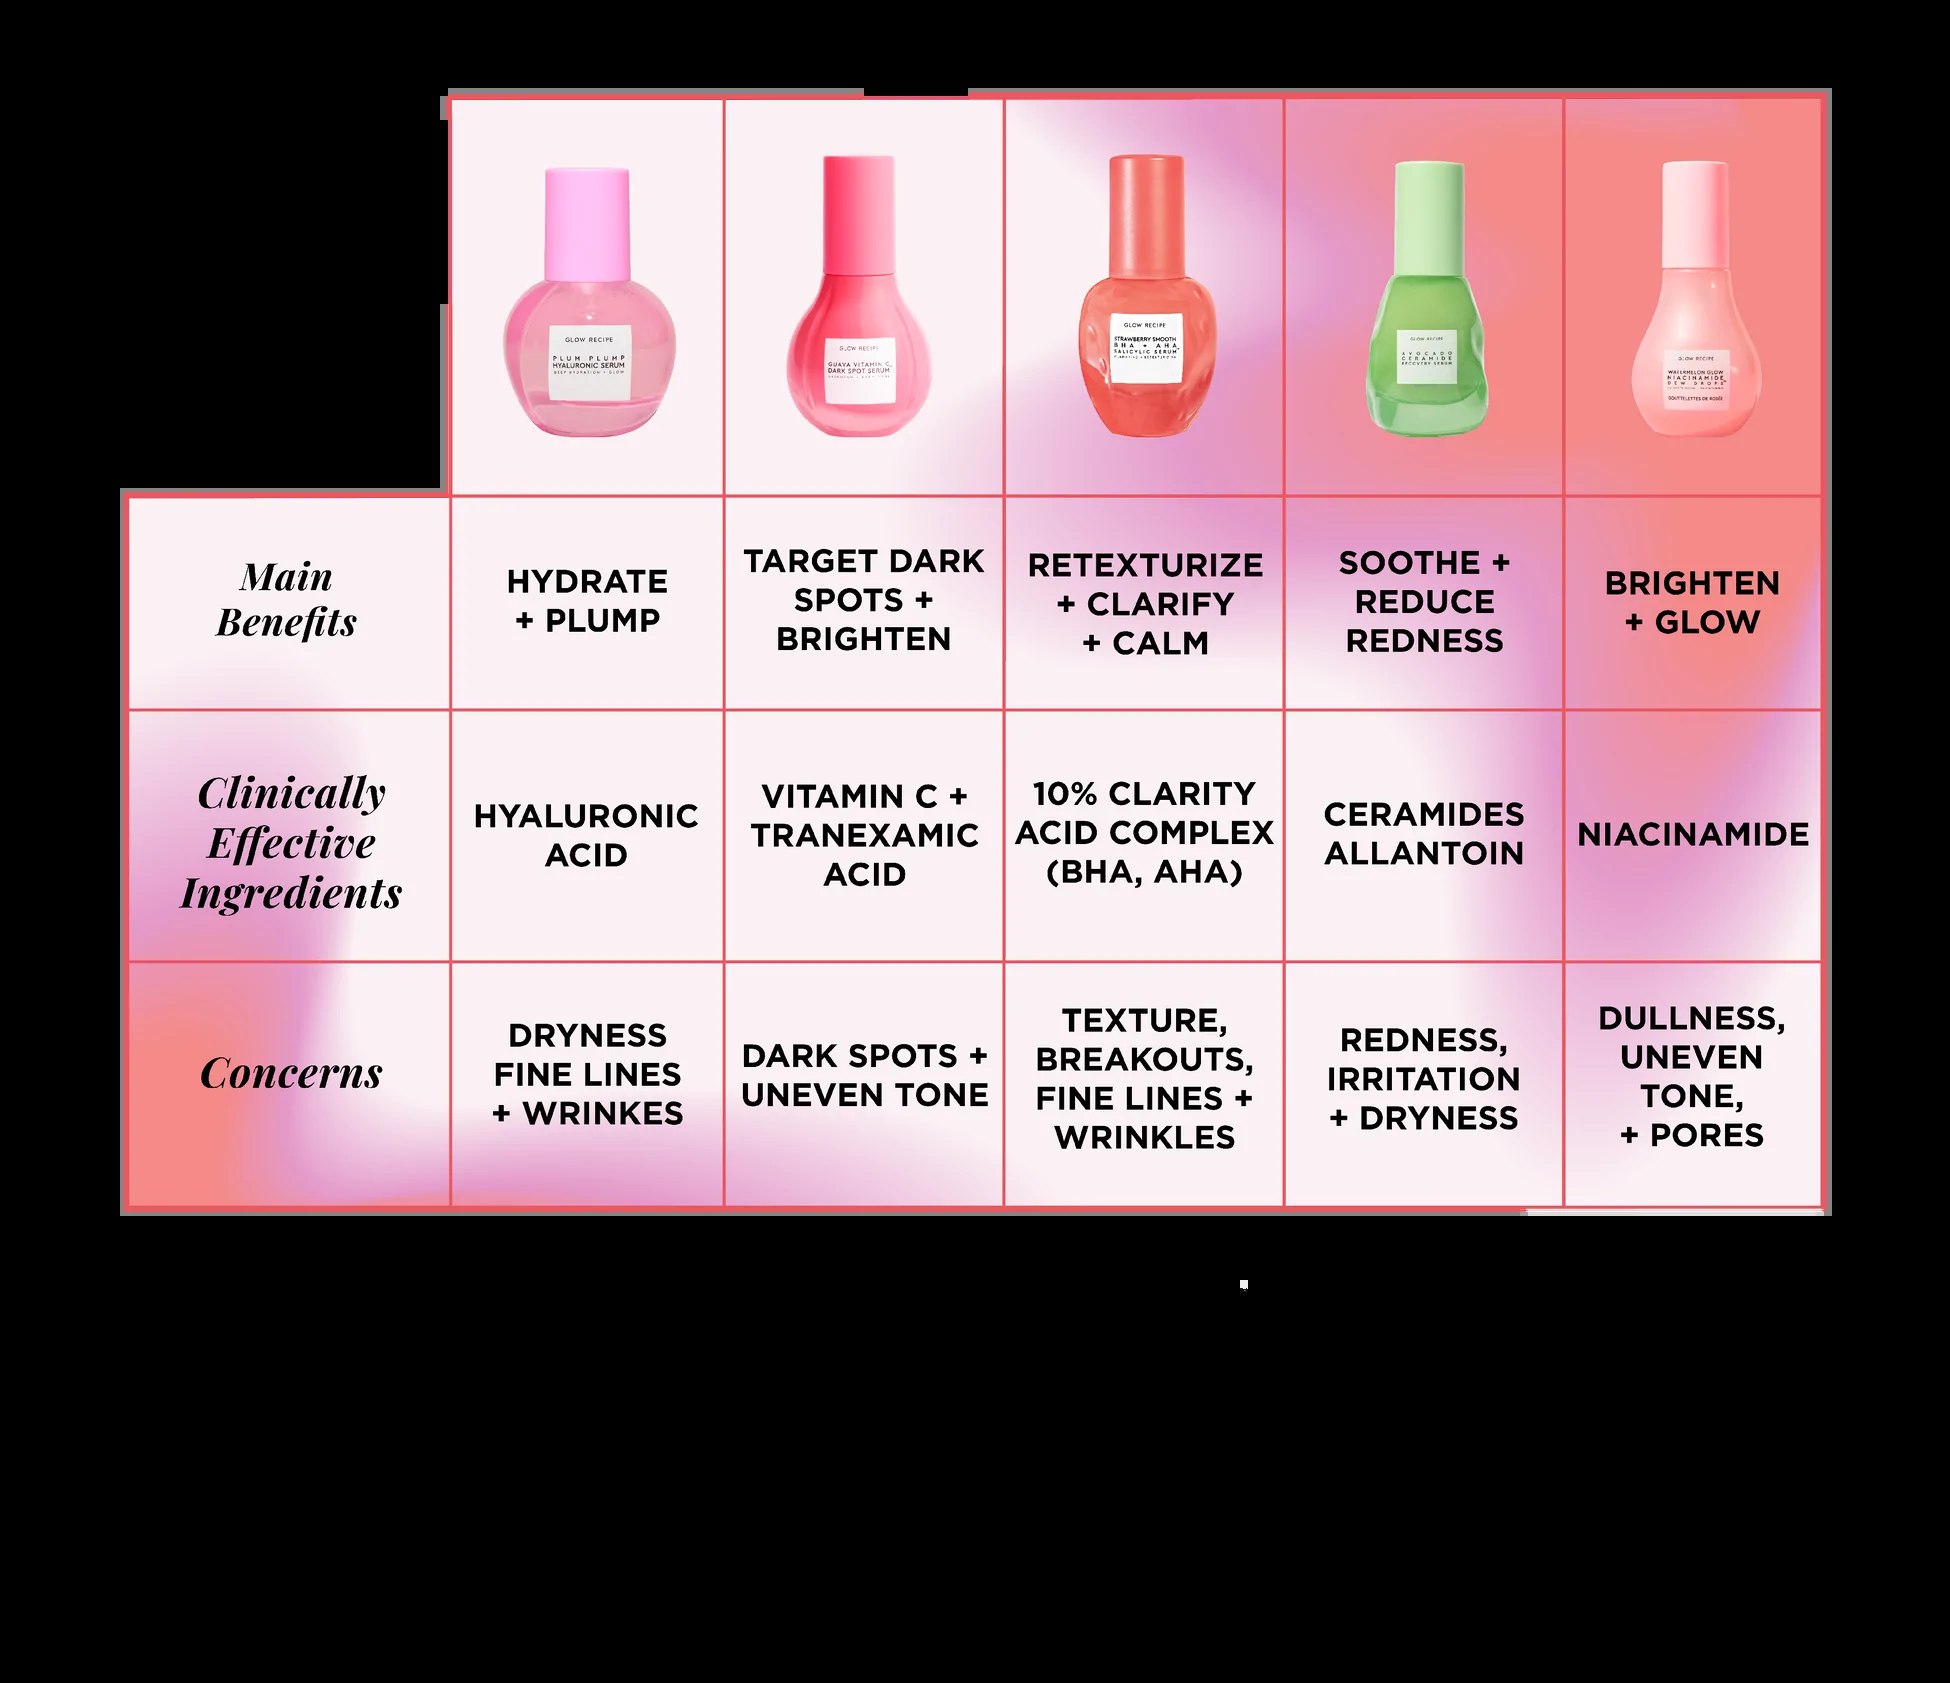 GLOW RECIPE
PLUM PLUMP
HYALURONIC SERUM
DEEP HYDRATION + GLOW
GLOW RECIPE
GUAVA VITAMIN C
DARK SPOT SERUM
GLOW RECIPE
STRAWBERRY SMOOTH
BHA + AHA
SALICYLIC SERUM
GLOW RECIPE
AVOCADO
CERAMIDE
RECOVERY SERUM
GLOW RECIPE
WATERMELON GLOW
NIACINAMIDE
DEW DROPS
GOUTTELETTES DE ROSÉE
Main
Benefits
HYDRATE
+ PLUMP
TARGET DARK
SPOTS +
BRIGHTEN
RETEXTURIZE
+ CLARIFY
+ CALM
SOOTHE +
REDUCE
REDNESS
BRIGHTEN
+ GLOW
Clinically
Effective
Ingredients
HYALURONIC
ACID
VITAMIN C +
TRANEXAMIC
ACID
10% CLARITY
ACID COMPLEX
(BHA, AHA)
CERAMIDES
ALLANTOIN
NIACINAMIDE
Concerns
DRYNESS
FINE LINES
+ WRINKES
DARK SPOTS +
UNEVEN TONE
TEXTURE,
BREAKOUTS,
FINE LINES +
WRINKLES
REDNESS,
IRRITATION
+ DRYNESS
DULLNESS,
UNEVEN
TONE,
+ PORES